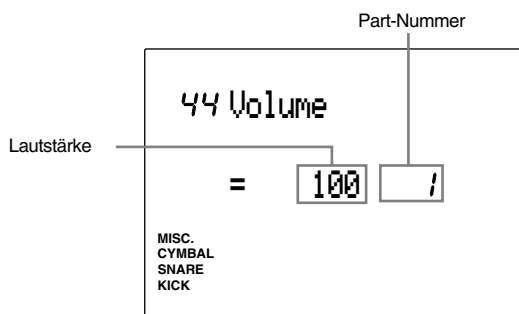 Part-Nummer
44 Volume
Lautstärke
= 100 1
MISC.
CYMBAL
SNARE
KICK